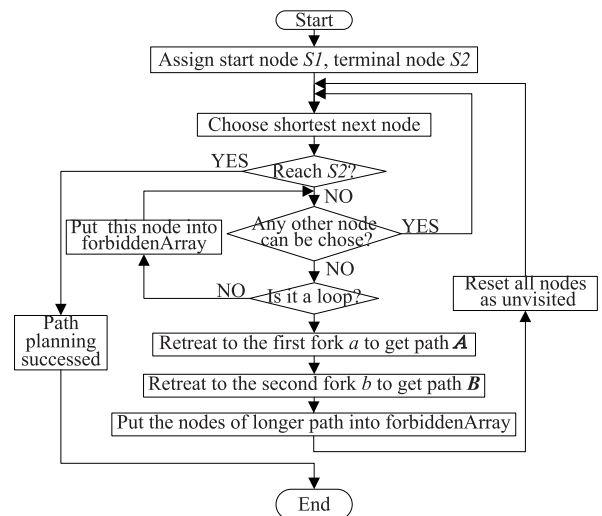 Start
Assign start node S1, terminal node S2
Choose shortest next node
YES
Reach S2?
NO
Put this node into
forbiddenArray
Any other node
can be chose?
YES
NO
NO
Is it a loop?
Reset all nodes
as unvisited
Path
planning
successed
Retreat to the first fork a to get path A
Retreat to the second fork b to get path B
Put the nodes of longer path into forbiddenArray
End